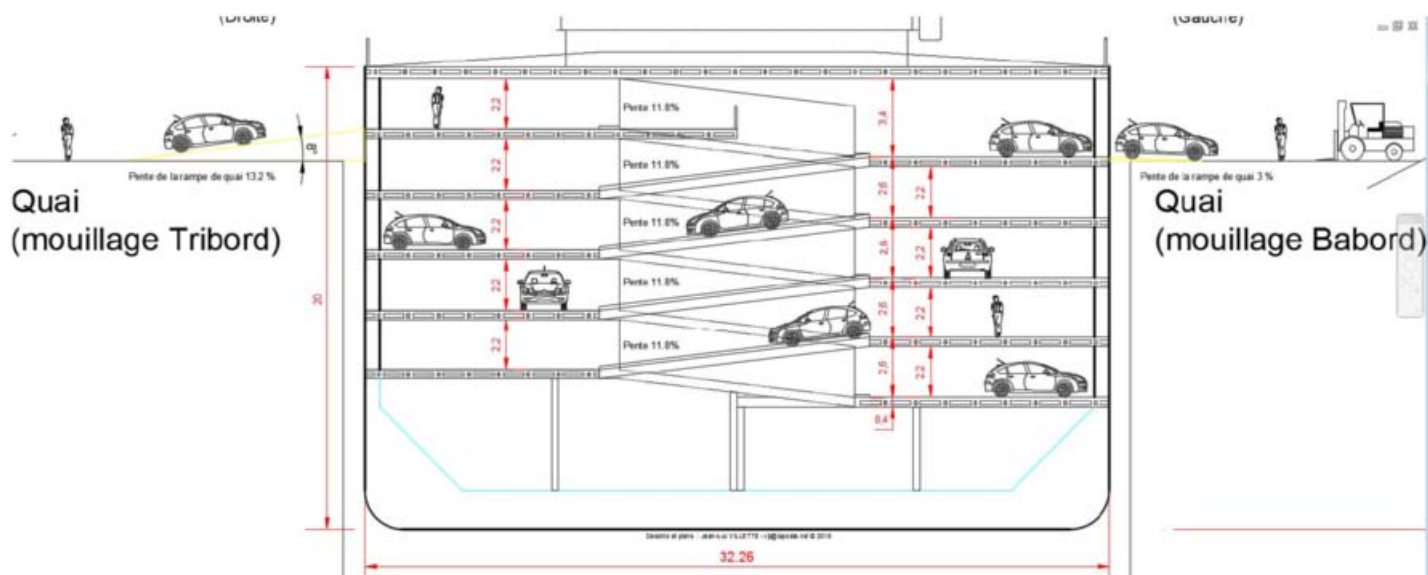 (Droite)
(Gauche)
2,2
Pente 11.8%
3,4
8°
Pente de la rampe de quai 13.2 %
Pente de la rampe de quai 3 %
Quai
(mouillage Tribord)
Quai
(mouillage Babord)
2,2
Pente 11.8%
2,6
2,2
2,2
Pente 11.8%
2,6
2,2
20
2,2
Pente 11.8%
2,6
2,2
2,2
Pente 11.8%
2,6
2,2
0,4
32.26